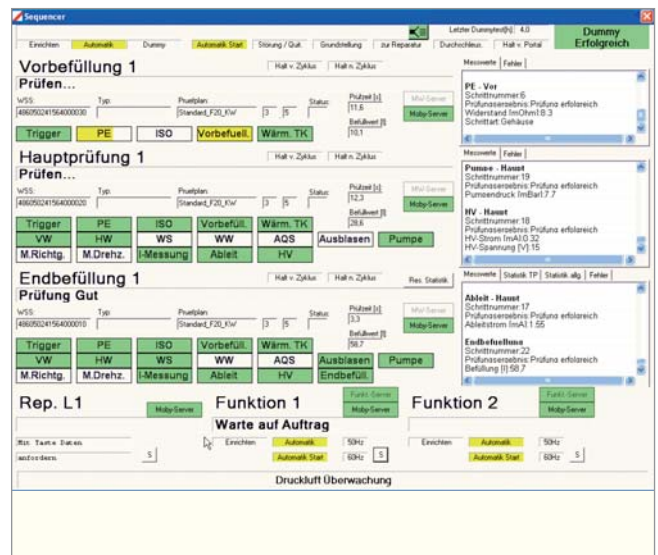 Sequencer
Letzter Dummytest[h]: 4.0
Dummy Erfolgreich
Einrichten Automatik Dummy Automatik Start Störung / Quit. Grundstellung zur Reparatur Durchschleus. Halt v. Portal
Vorbefüllung 1 Halt v. Zyklus Halt n. Zyklus
Prüfen...
WSS: Typ: Pruefplan: Status: Prüfzeit [s]: MW-Server
486050241564000030 Standard_F20_KW 3 5 11,6 Moby-Server
Befüllwert [l]:
10,1
Trigger PE ISO Vorbefuell. Wärm. TK
Messwerte Fehler
PE - Vor
Schrittnummer:6
Prüfungsergebnis:Prüfung erfolgreich
Widerstand [mOhm]:8.3
Schrittart Gehäuse
Hauptprüfung 1 Halt v. Zyklus Halt n. Zyklus
Prüfen...
WSS: Typ: Pruefplan: Status: Prüfzeit [s]: MW-Server
486050241564000020 Standard_F20_KW 3 5 12,3 Moby-Server
Befüllwert [l]:
28,6
Trigger PE ISO Vorbefüll. Wärm. TK
VW HW WS WW AQS Ausblasen Pumpe
M.Richtg. M.Drehz. I-Messung Ableit HV
Messwerte Fehler
Pumpe - Haupt
Schrittnummer:19
Prüfungsergebnis:Prüfung erfolgreich
Pumpendruck [mBar]:7.7
HV - Haupt
Schrittnummer:18
Prüfungsergebnis:Prüfung erfolgreich
HV-Strom [mA]:0.32
HV-Spannung [V]:15
Endbefüllung 1 Halt v. Zyklus Halt n. Zyklus Res. Statistik
Prüfung Gut
WSS: Typ: Pruefplan: Status: Prüfzeit [s]: MW-Server
486050241564000010 Standard_F20_KW 3 5 3,3 Moby-Server
Befüllwert [l]:
58,7
Trigger PE ISO Vorbefüll. Wärm. TK
VW HW WS WW AQS Ausblasen Pumpe
M.Richtg. M.Drehz. I-Messung Ableit HV Endbefüll.
Messwerte Statistik TP Statistik allg. Fehler
Ableit - Haupt
Schrittnummer:17
Prüfungsergebnis:Prüfung erfolgreich
Ableitstrom [mA]:1.55
Endbefuellung
Schrittnummer:22
Prüfungsergebnis:Prüfung erfolgreich
Befüllung [l]:58.7
Rep. L1 Moby-Server
Mit Taste Daten
anfordern S
Funktion 1 Funkt.-Server
Moby-Server
Warte auf Auftrag
Einrichten Automatik 50Hz
Automatik Start 60Hz S
Funktion 2 Funkt.-Server
Moby-Server
Einrichten Automatik 50Hz
Automatik Start 60Hz S
Druckluft Überwachung